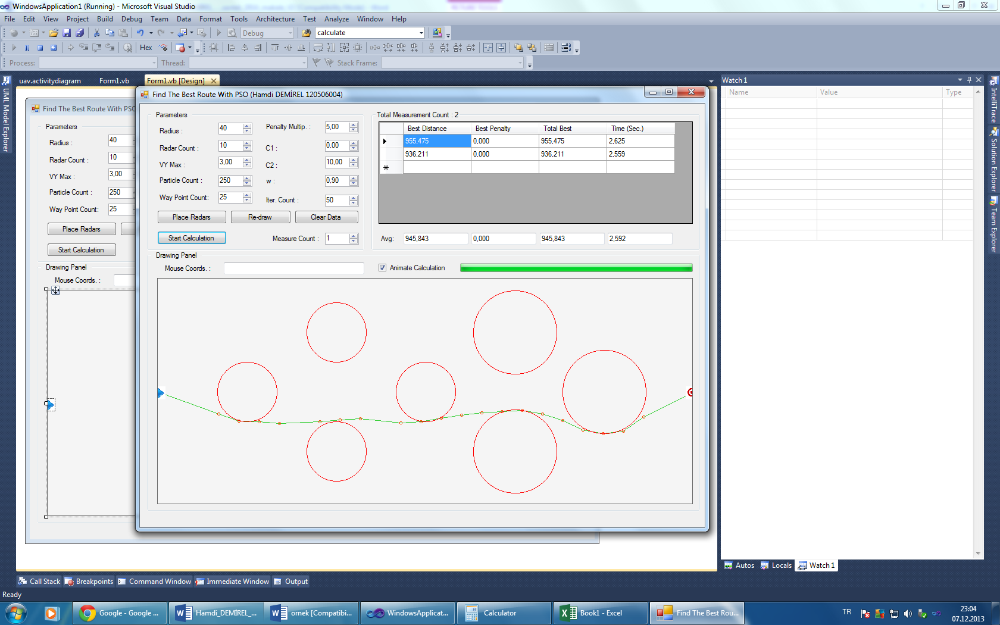 WindowsApplication1 (Running) - Microsoft Visual Studio
File Edit View Project Build Debug Team Data Format Tools Architecture Test Analyze Window Help
Debug calculate
Hex
Process: Thread: Stack Frame:
uav.activitydiagram Form1.vb Form1.vb [Design]
UML Model Explorer
Find The Best Route With PSO
Parameters
Radius : 40
Radar Count : 10
VY Max : 3,00
Particle Count : 250
Way Point Count: 25
Place Radars
Start Calculation
Drawing Panel
Mouse Coords. :
Find The Best Route With PSO (Hamdi DEMİREL 120506004)
Parameters
Radius : 40 Penalty Multip. : 5,00
Radar Count : 10 C1 : 0,00
VY Max : 3,00 C2 : 10,00
Particle Count : 250 w : 0,90
Way Point Count: 25 Iter. Count : 50
Place Radars Re-draw Clear Data
Start Calculation Measure Count : 1
Total Measurement Count : 2
Best Distance Best Penalty Total Best Time (Sec.)
955,475 0,000 955,475 2,625
936,211 0,000 936,211 2,559
Avg: 945,843 0,000 945,843 2,592
Drawing Panel
Mouse Coords. : Animate Calculation
Watch 1
Name Value Type
IntelliTrace
Solution Explorer
Team Explorer
Autos Locals Watch 1
Call Stack Breakpoints Command Window Immediate Window Output
Ready
Google - Google ... Hamdi_DEMİREL_... ornek [Compatibi... WindowsApplicat... Calculator Book1 - Excel Find The Best Rou...
TR 23:04
07.12.2013